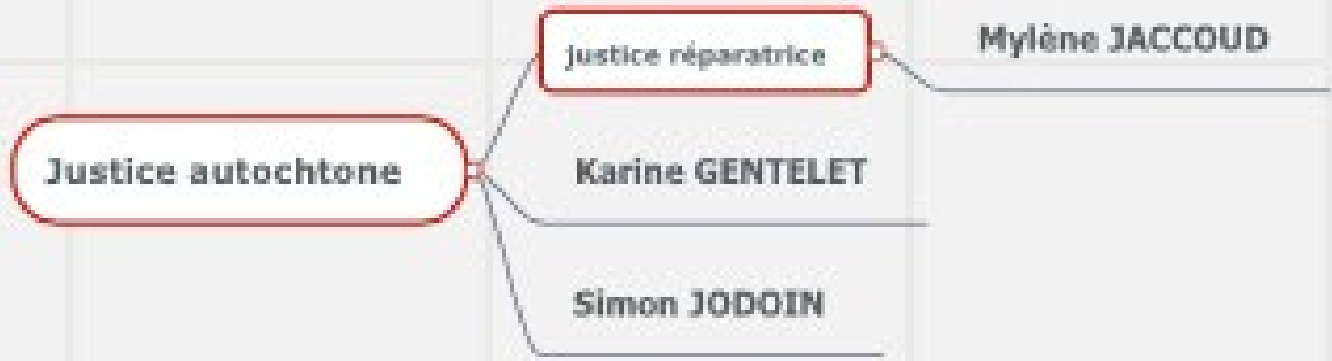 Mylène JACCOUD
justice réparatrice
Justice autochtone
Karine GENTELET
Simon JODOIN